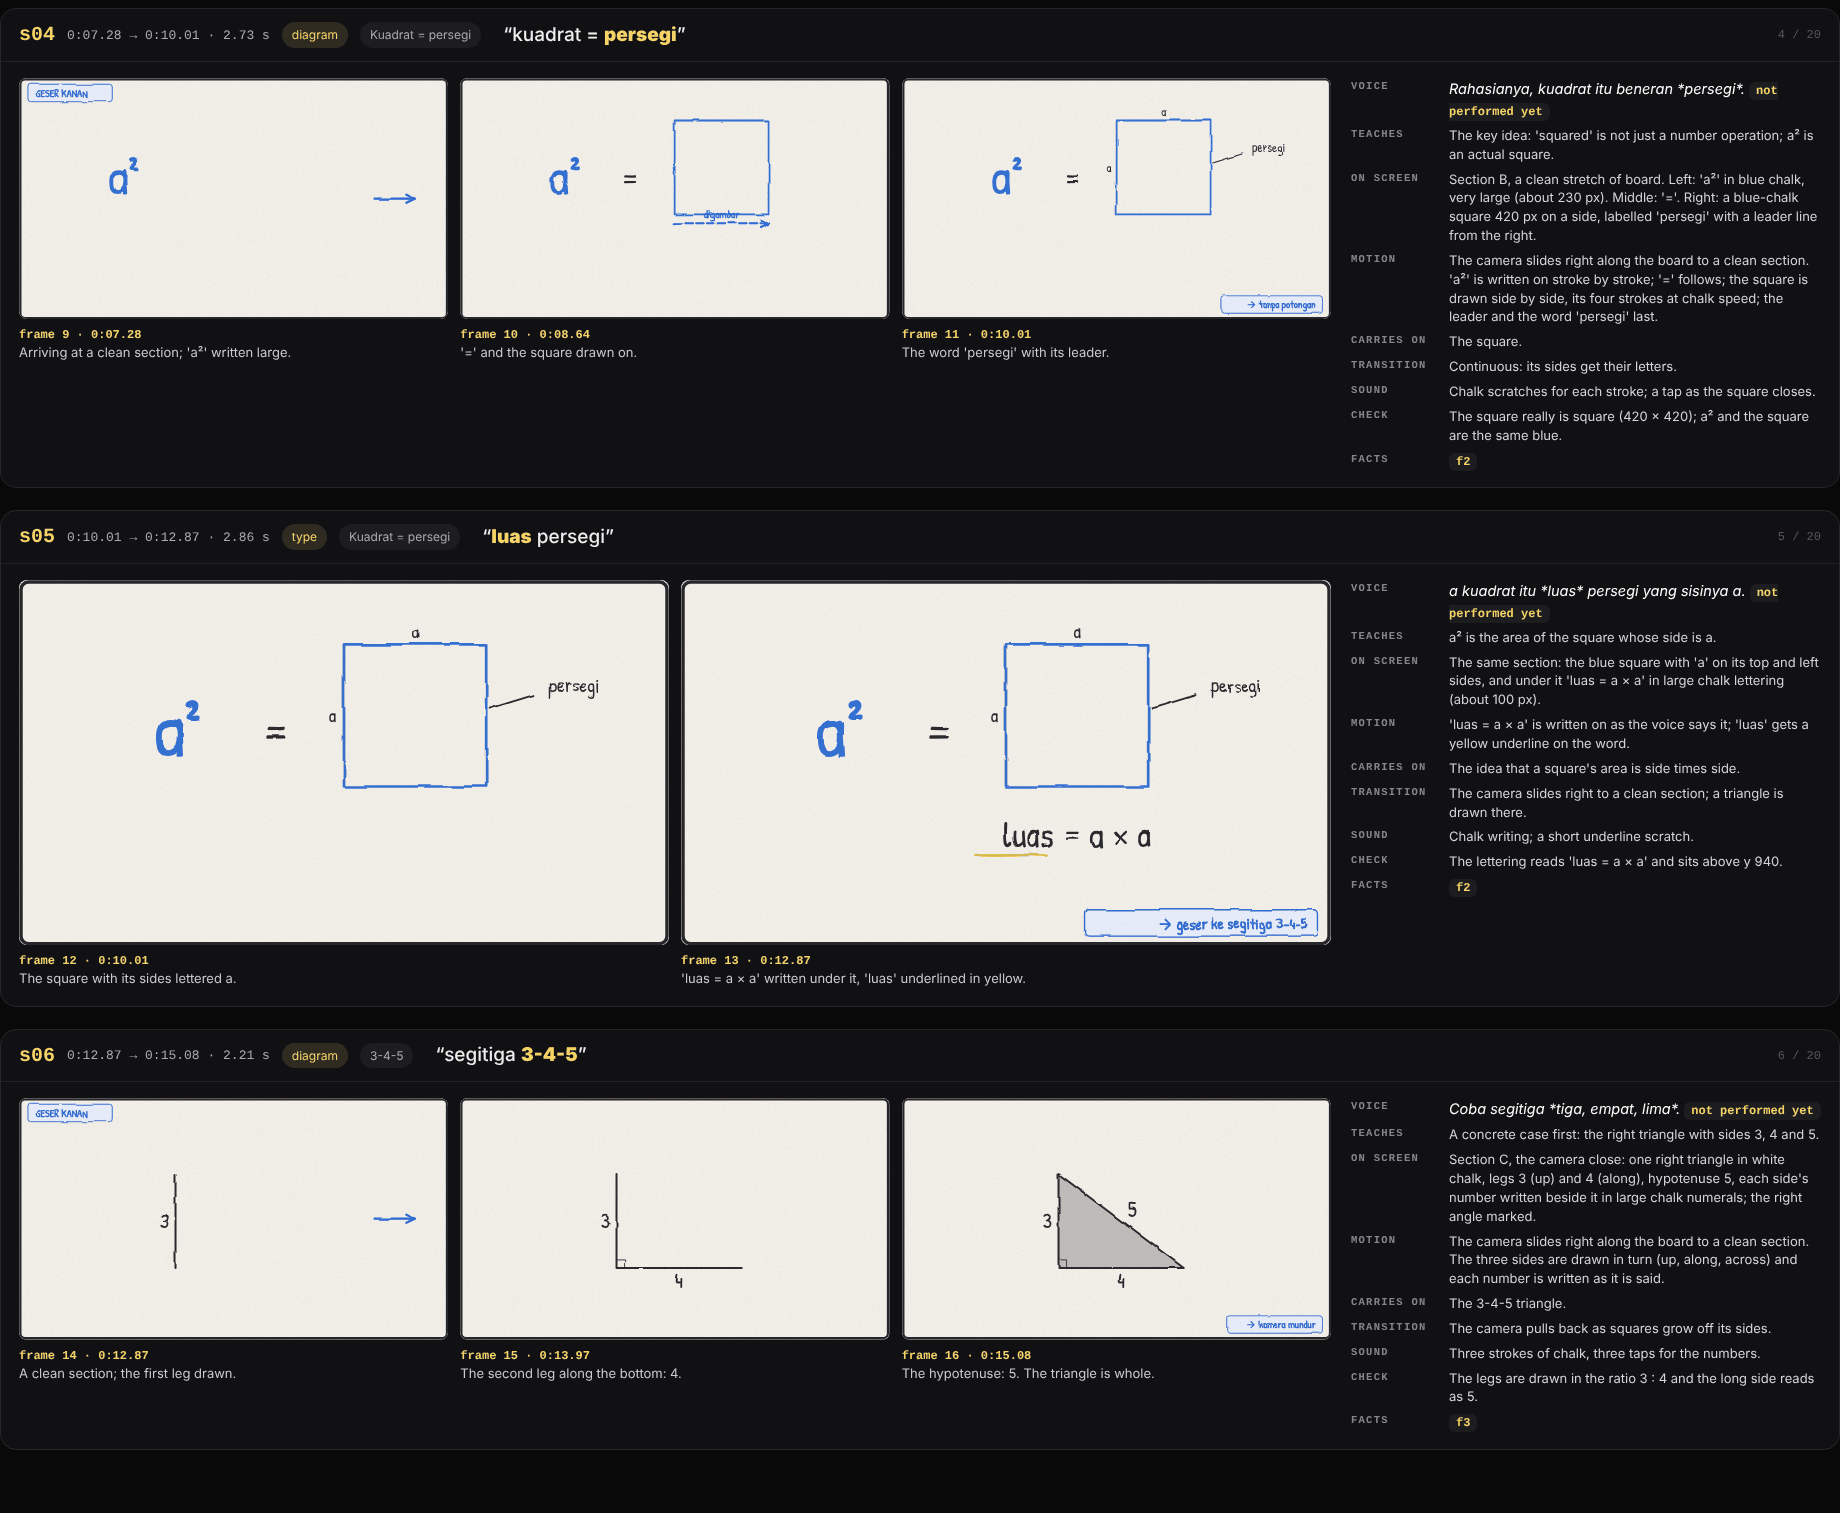 s04 0:07.28 → 0:10.01 · 2.73 s diagram Kuadrat = persegi “kuadrat = persegi” 4 / 20
GESER KANAN
a²
a² =
digambar
a² =
a
a
persegi
→ tanpa potongan
frame 9 · 0:07.28
Arriving at a clean section; 'a²' written large.
frame 10 · 0:08.64
'=' and the square drawn on.
frame 11 · 0:10.01
The word 'persegi' with its leader.
VOICE Rahasianya, kuadrat itu beneran *persegi*. not
performed yet
TEACHES The key idea: 'squared' is not just a number operation; a² is
an actual square.
ON SCREEN Section B, a clean stretch of board. Left: 'a²' in blue chalk,
very large (about 230 px). Middle: '='. Right: a blue-chalk
square 420 px on a side, labelled 'persegi' with a leader line
from the right.
MOTION The camera slides right along the board to a clean section.
'a²' is written on stroke by stroke; '=' follows; the square is
drawn side by side, its four strokes at chalk speed; the
leader and the word 'persegi' last.
CARRIES ON The square.
TRANSITION Continuous: its sides get their letters.
SOUND Chalk scratches for each stroke; a tap as the square closes.
CHECK The square really is square (420 × 420); a² and the square
are the same blue.
FACTS f2
s05 0:10.01 → 0:12.87 · 2.86 s type Kuadrat = persegi “luas persegi” 5 / 20
a² =
a
a
persegi
a² =
a
a
persegi
luas = a × a
→ geser ke segitiga 3-4-5
frame 12 · 0:10.01
The square with its sides lettered a.
frame 13 · 0:12.87
'luas = a × a' written under it, 'luas' underlined in yellow.
VOICE a kuadrat itu *luas* persegi yang sisinya a. not
performed yet
TEACHES a² is the area of the square whose side is a.
ON SCREEN The same section: the blue square with 'a' on its top and left
sides, and under it 'luas = a × a' in large chalk lettering
(about 100 px).
MOTION 'luas = a × a' is written on as the voice says it; 'luas' gets a
yellow underline on the word.
CARRIES ON The idea that a square's area is side times side.
TRANSITION The camera slides right to a clean section; a triangle is
drawn there.
SOUND Chalk writing; a short underline scratch.
CHECK The lettering reads 'luas = a × a' and sits above y 940.
FACTS f2
s06 0:12.87 → 0:15.08 · 2.21 s diagram 3-4-5 “segitiga 3-4-5” 6 / 20
GESER KANAN
3
3
4
3
5
4
→ kamera mundur
frame 14 · 0:12.87
A clean section; the first leg drawn.
frame 15 · 0:13.97
The second leg along the bottom: 4.
frame 16 · 0:15.08
The hypotenuse: 5. The triangle is whole.
VOICE Coba segitiga *tiga, empat, lima*. not performed yet
TEACHES A concrete case first: the right triangle with sides 3, 4 and 5.
ON SCREEN Section C, the camera close: one right triangle in white
chalk, legs 3 (up) and 4 (along), hypotenuse 5, each side's
number written beside it in large chalk numerals; the right
angle marked.
MOTION The camera slides right along the board to a clean section.
The three sides are drawn in turn (up, along, across) and
each number is written as it is said.
CARRIES ON The 3-4-5 triangle.
TRANSITION The camera pulls back as squares grow off its sides.
SOUND Three strokes of chalk, three taps for the numbers.
CHECK The legs are drawn in the ratio 3 : 4 and the long side reads
as 5.
FACTS f3